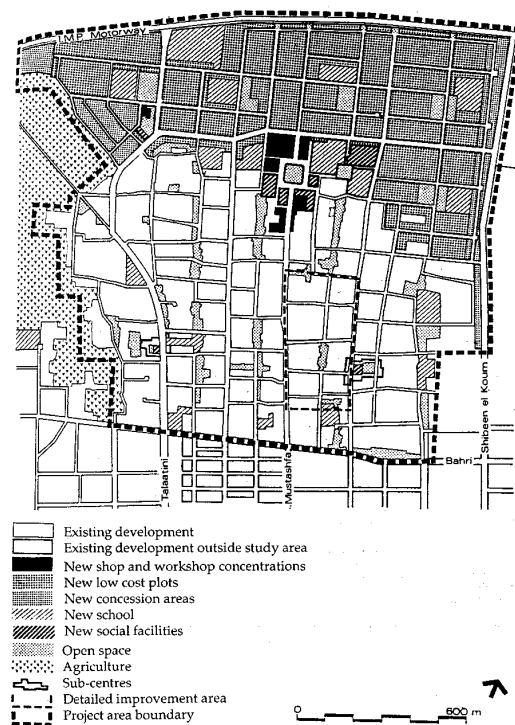 T.M.P. Motorway
Talaatini
Mustashfa
Bahri
Shibeen el Koum
Existing development
Existing development outside study area
New shop and workshop concentrations
New low cost plots
New concession areas
New school
New social facilities
Open space
Agriculture
Sub-centres
Detailed improvement area
Project area boundary
0 600 m